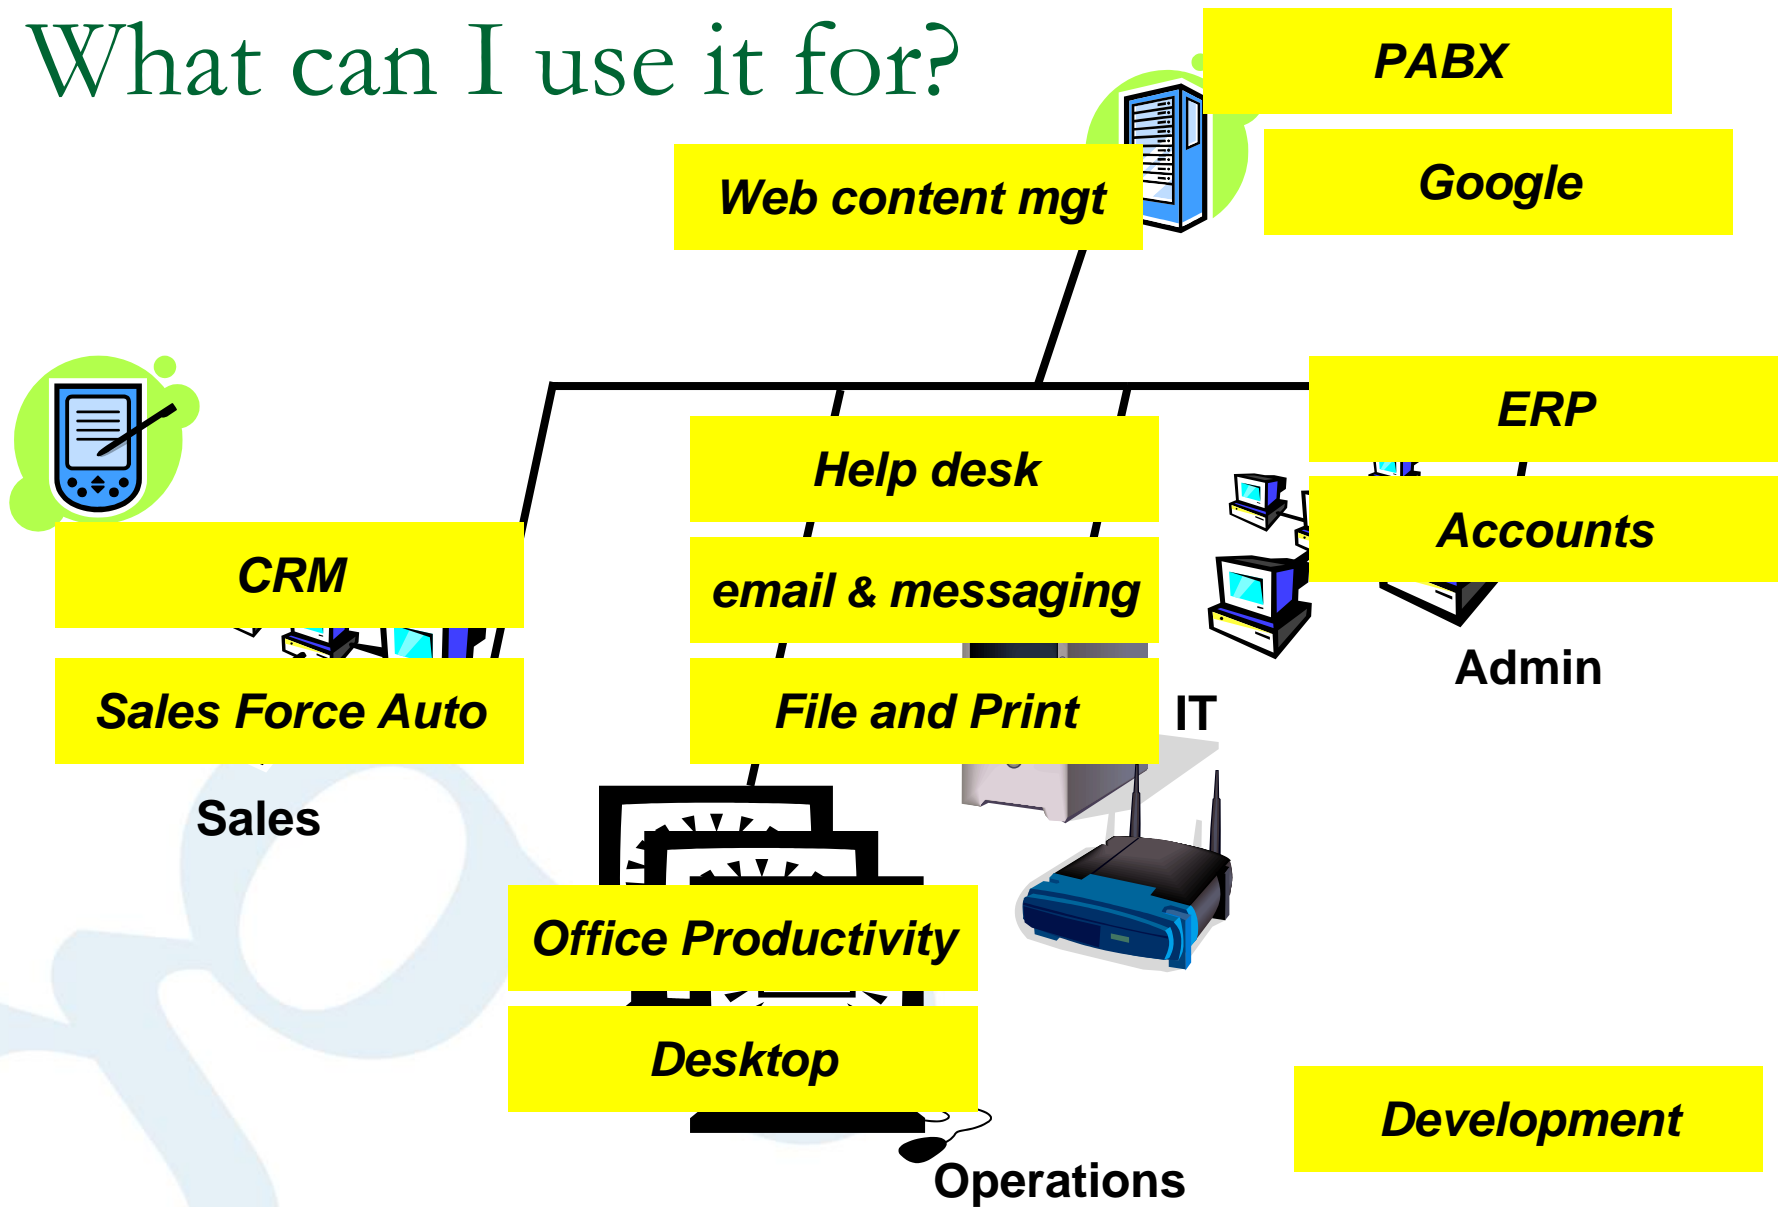 What can I use it for?
PABX
Web content mgt
Google
ERP
Help desk
Accounts
CRM
email & messaging
Admin
Sales Force Auto
File and Print
IT
Sales
Office Productivity
Desktop
Development
Operations